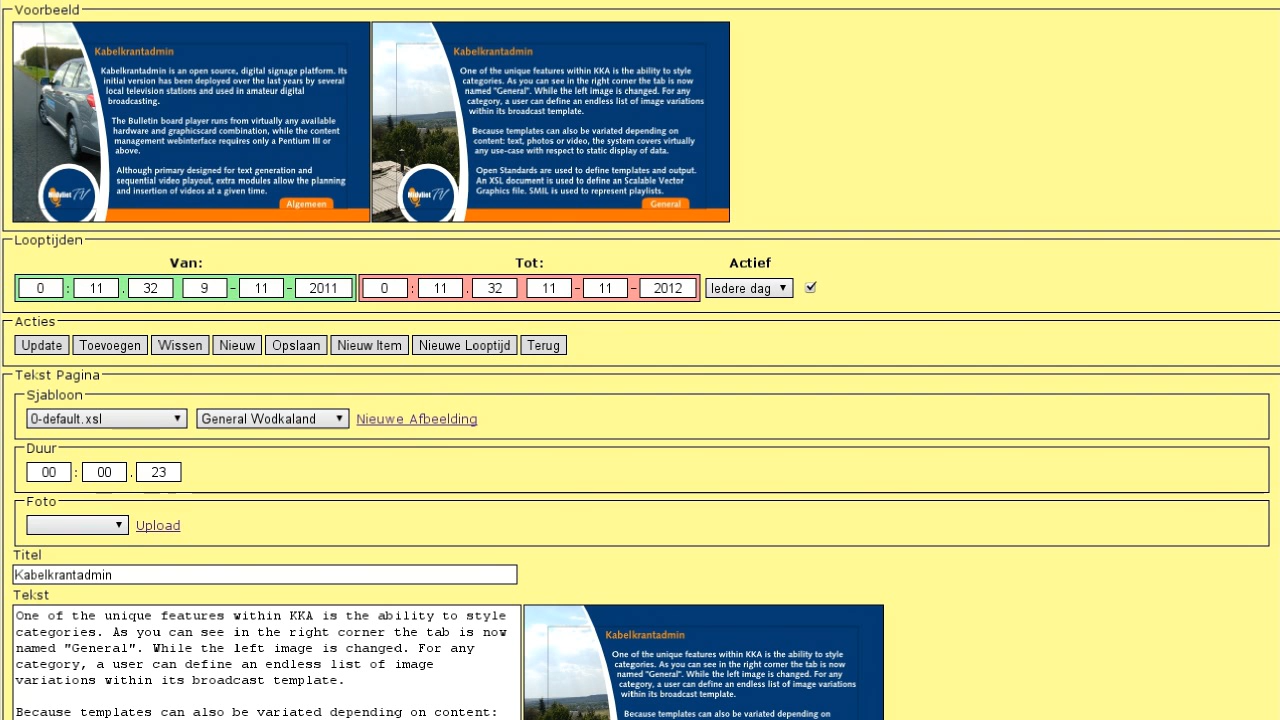 Voorbeeld
Kabelkrantadmin
Kabelkrantadmin is an open source, digital signage platform. Its
initial version has been deployed over the last years by several
local television stations and used in amateur digital
broadcasting.
The Bulletin board player runs from virtually any available
hardware and graphicscard combination, while the content
management webinterface requires only a Pentium III or
above.
Although primary designed for text generation and
sequential video playout, extra modules allow the planning
and insertion of videos at a given time.
TV
Algemeen
Kabelkrantadmin
One of the unique features within KKA is the ability to style
categories. As you can see in the right corner the tab is now
named "General". While the left image is changed. For any
category, a user can define an endless list of image variations
within its broadcast template.
Because templates can also be variated depending on
content: text, photos or video, the system covers virtually
any use-case with respect to static display of data.
Open Standards are used to define templates and output.
An XSL document is used to define an Scalable Vector
Graphics file. SMIL is used to represent playlists.
TV
General
Looptijden
Van: Tot: Actief
0 : 11 . 32 9 - 11 - 2011 0 : 11 . 32 11 - 11 - 2012 Iedere dag
Acties
Update Toevoegen Wissen Nieuw Opslaan Nieuw Item Nieuwe Looptijd Terug
Tekst Pagina
Sjabloon
0-default.xsl General Wodkaland Nieuwe Afbeelding
Duur
00 : 00 . 23
Foto
Upload
Titel
Kabelkrantadmin
Tekst
One of the unique features within KKA is the ability to style
categories. As you can see in the right corner the tab is now
named "General". While the left image is changed. For any
category, a user can define an endless list of image
variations within its broadcast template.
Because templates can also be variated depending on content:
Kabelkrantadmin
One of the unique features within KKA is the ability to style
categories. As you can see in the right corner the tab is now
named "General". While the left image is changed. For any
category, a user can define an endless list of image variations
within its broadcast template.
Because templates can also be variated depending on